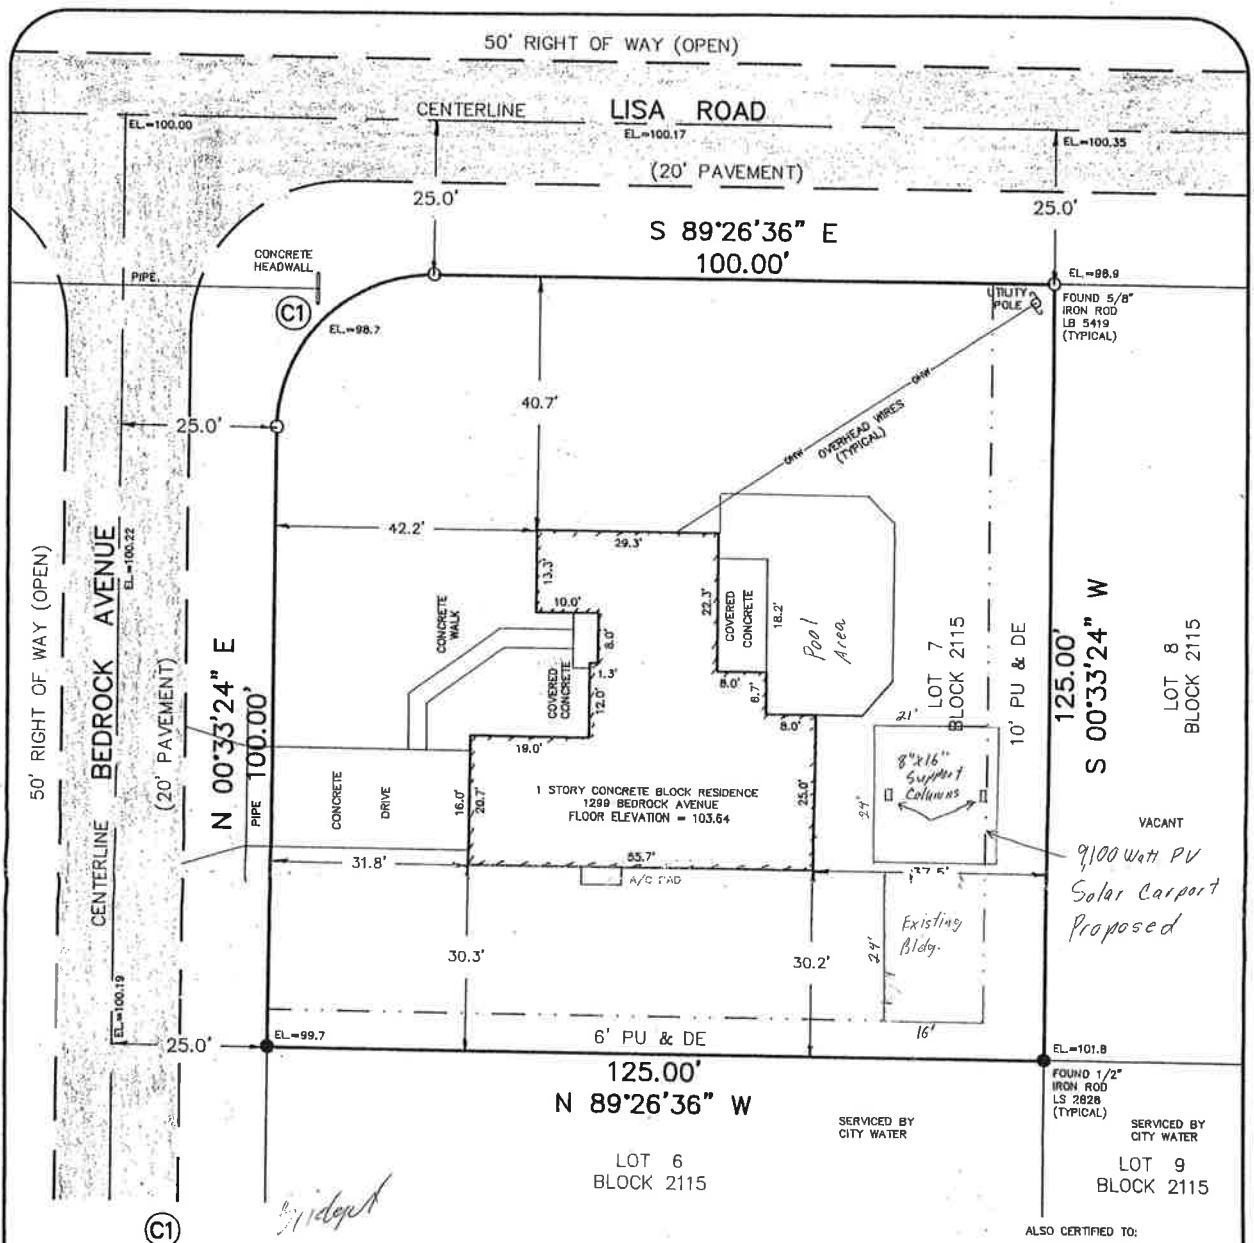 50' RIGHT OF WAY (OPEN)
CENTERLINE LISA ROAD
EL.=100.00
EL.=100.17
EL.=100.35
(20' PAVEMENT)
25.0'
25.0'
S 89°26'36" E
100.00'
CONCRETE
HEADWALL
PIPE
C1
EL.=98.7
EL.=98.9
UTILITY
POLE
FOUND 5/8"
IRON ROD
LB 5419
(TYPICAL)
40.7'
OHW
OVERHEAD WIRES
(TYPICAL)
OHW
25.0'
42.2'
29.3'
13.3'
10.0'
8.0'
1.3'
12.0'
19.0'
22.3'
COVERED
CONCRETE
18.2'
Pool
Area
8.0'
8.7'
8.0'
CONCRETE
WALK
COVERED
CONCRETE
50' RIGHT OF WAY (OPEN)
CENTERLINE BEDROCK AVENUE
EL.=100.22
(20' PAVEMENT)
N 00°33'24" E
100.00'
PIPE
CONCRETE
DRIVE
16.0'
20.7'
1 STORY CONCRETE BLOCK RESIDENCE
1299 BEDROCK AVENUE
FLOOR ELEVATION = 103.64
25.0'
55.7'
A/C PAD
31.8'
LOT 7
BLOCK 2115
10' PU & DE
125.00'
S 00°33'24" W
LOT 8
BLOCK 2115
21'
8"x16"
Support
Columns
24'
VACANT
9,100 Watt PV
Solar Carport
Proposed
37.5'
Existing
Bldg.
24'
16'
30.3'
30.2'
EL.=100.19
25.0'
EL.=99.7
6' PU & DE
125.00'
N 89°26'36" W
EL.=101.8
FOUND 1/2"
IRON ROD
LS 2828
(TYPICAL)
SERVICED BY
CITY WATER
SERVICED BY
CITY WATER
LOT 6
BLOCK 2115
LOT 9
BLOCK 2115
C1
ALSO CERTIFIED TO: